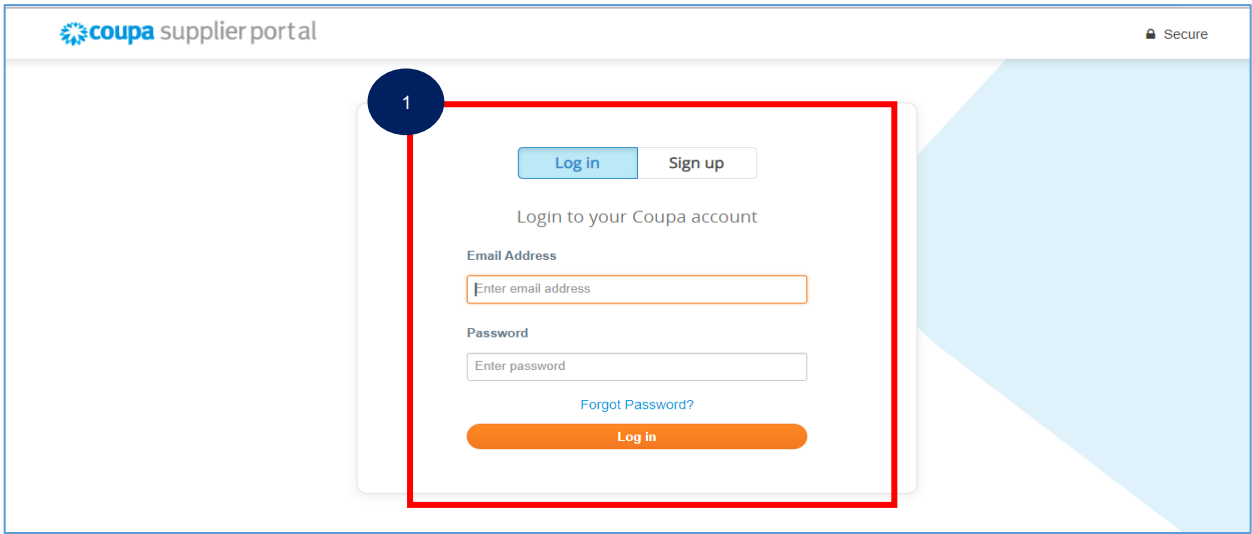 coupa supplier portal
Secure
1
Log in
Sign up
Login to your Coupa account
Email Address
Enter email address
Password
Enter password
Forgot Password?
Log in